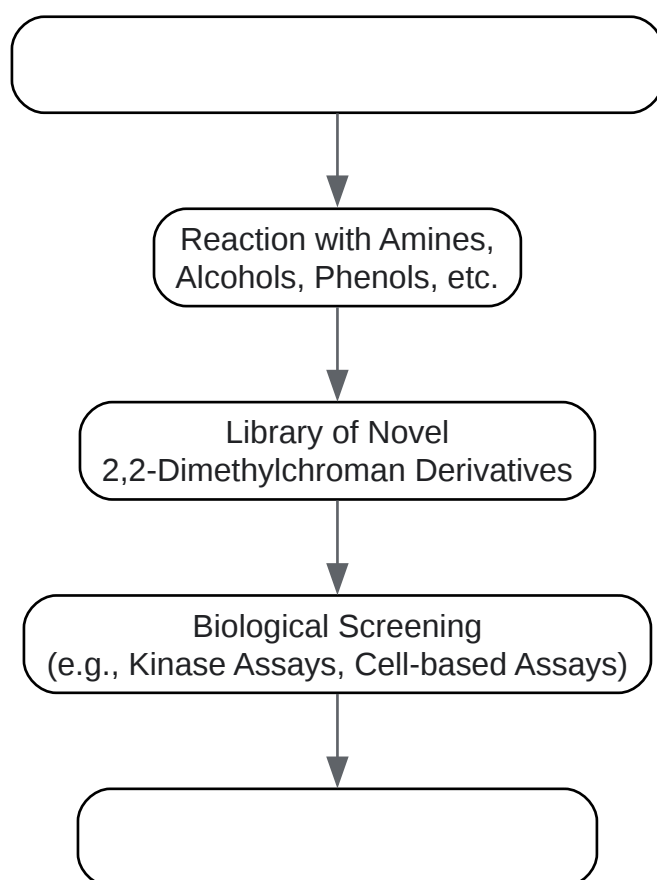 Reaction with Amines,
Alcohols, Phenols, etc.
Library of Novel
2,2-Dimethylchroman Derivatives
Biological Screening
(e.g., Kinase Assays, Cell-based Assays)